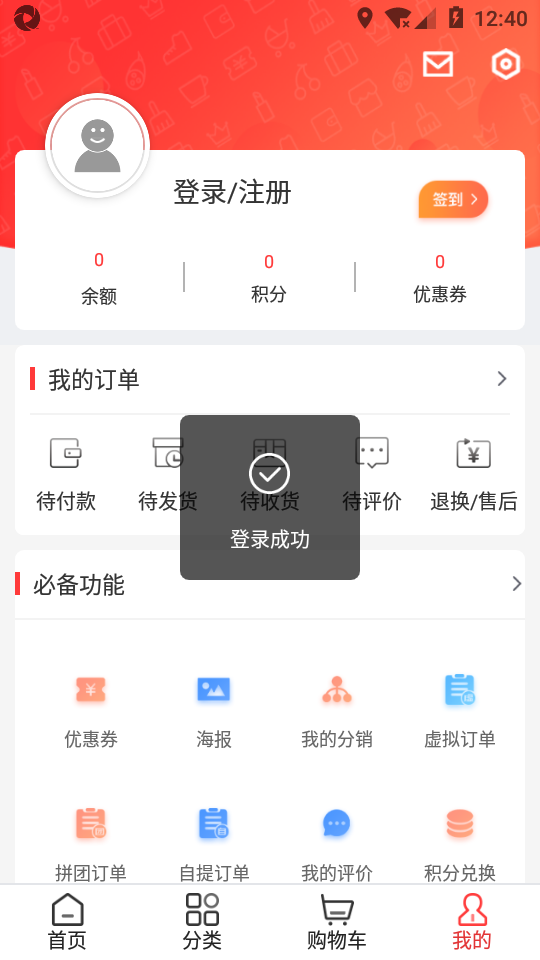 12:40
登录/注册
签到
0
0
0
余额
积分
优惠券
我的订单
待付款
待发货
待收货
待评价
退换/售后
登录成功
必备功能
优惠券
海报
我的分销
虚拟订单
拼团订单
自提订单
我的评价
积分兑换
首页
分类
购物车
我的